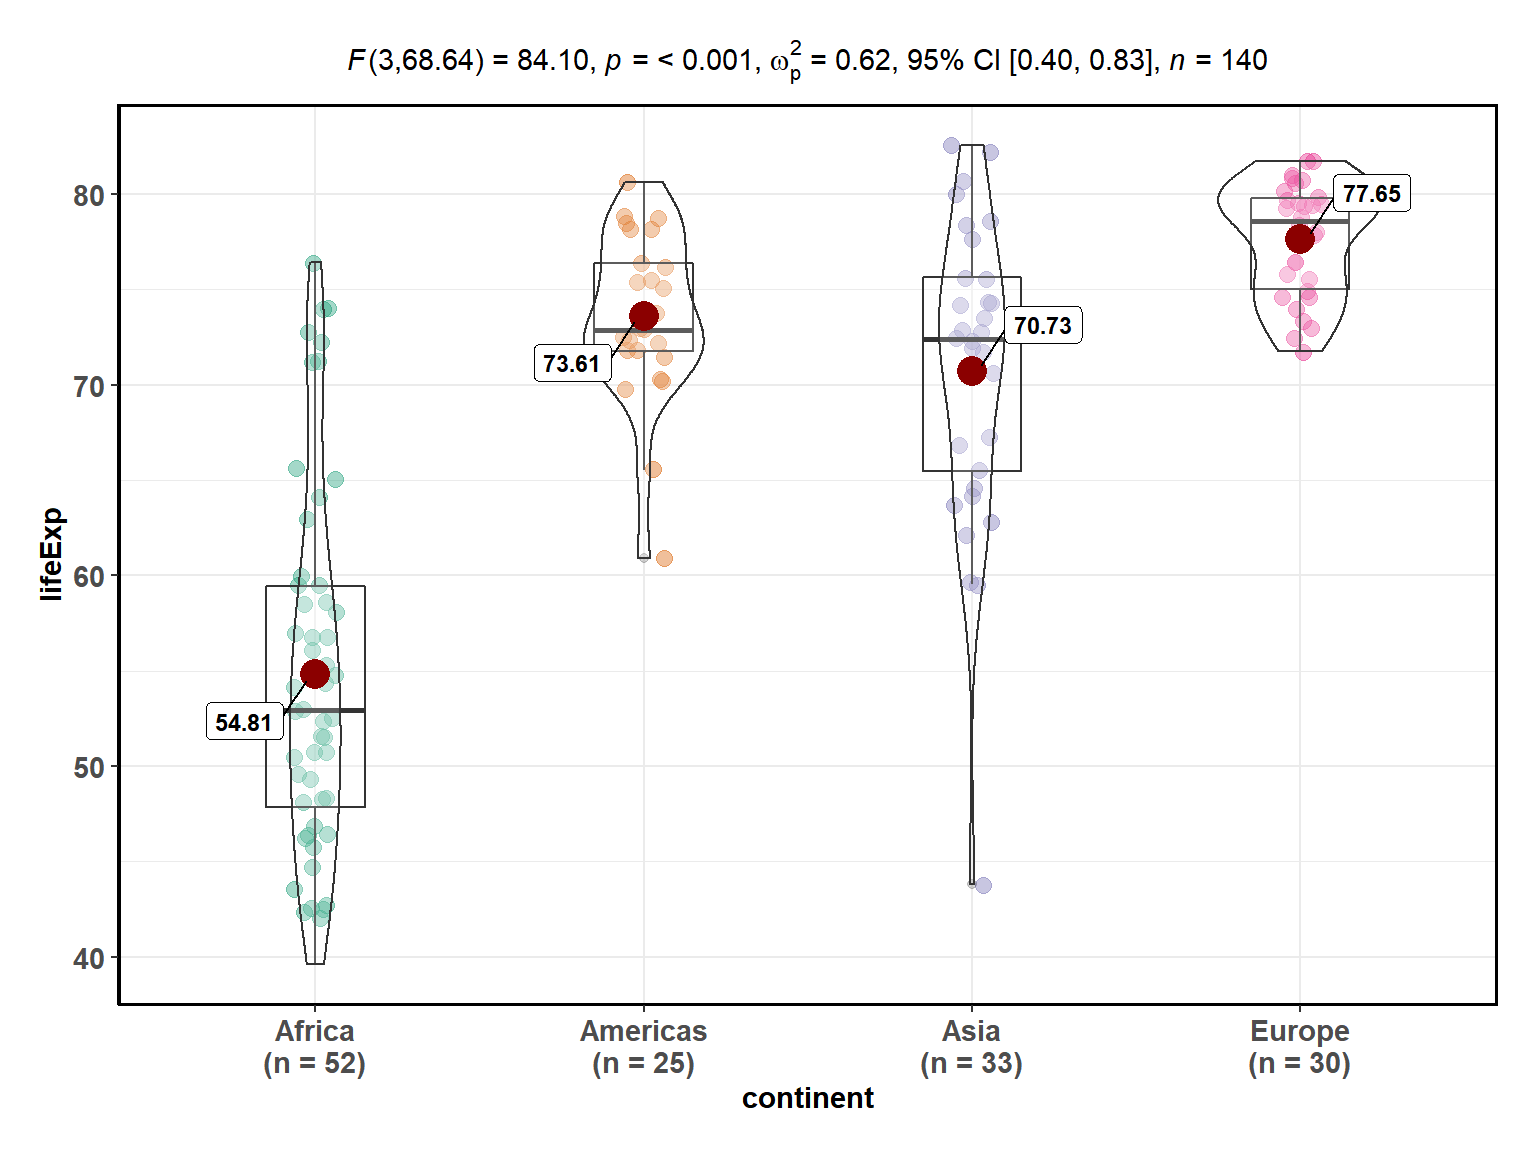 F(3,68.64) = 84.10, p = < 0.001, ω²ₚ = 0.62, 95% CI [0.40, 0.83], n = 140
80
77.65
70.73
73.61
70
lifeExp
60
54.81
50
40
Africa Americas Asia Europe
(n = 52) (n = 25) (n = 33) (n = 30)
continent